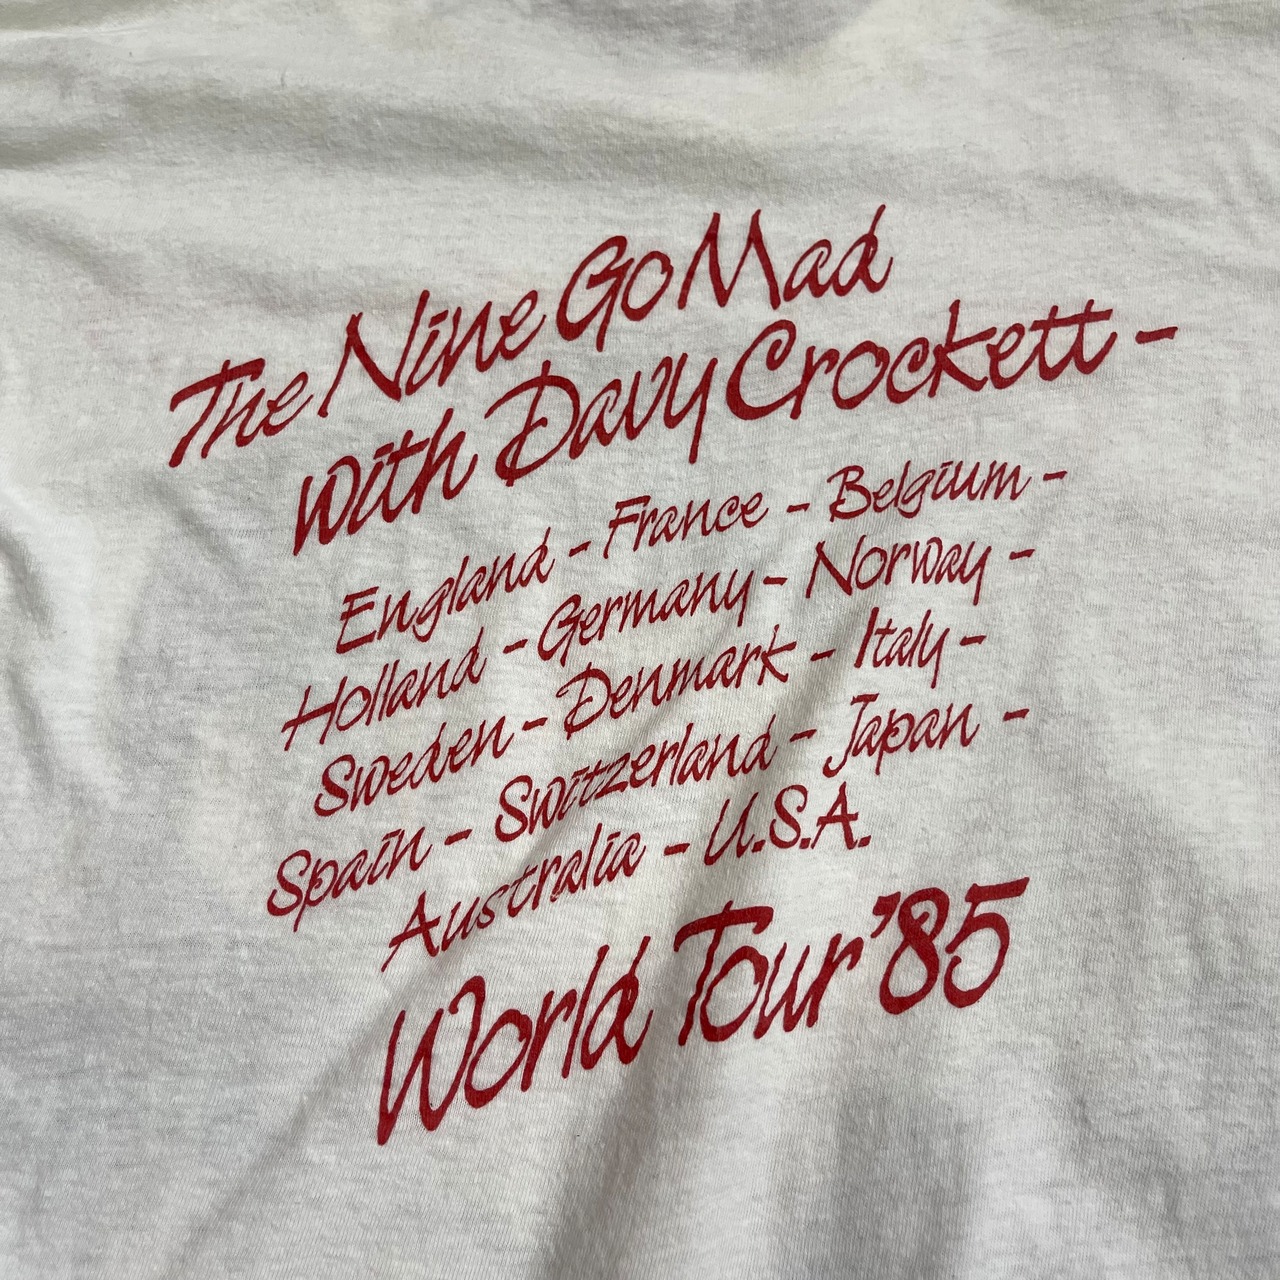 The Nine Go Mad
with Davy Crockett -
England - France - Belgium -
Holland - Germany - Norway -
Sweden - Denmark - Italy -
Spain - Switzerland - Japan -
Australia - U.S.A.
World Tour '85